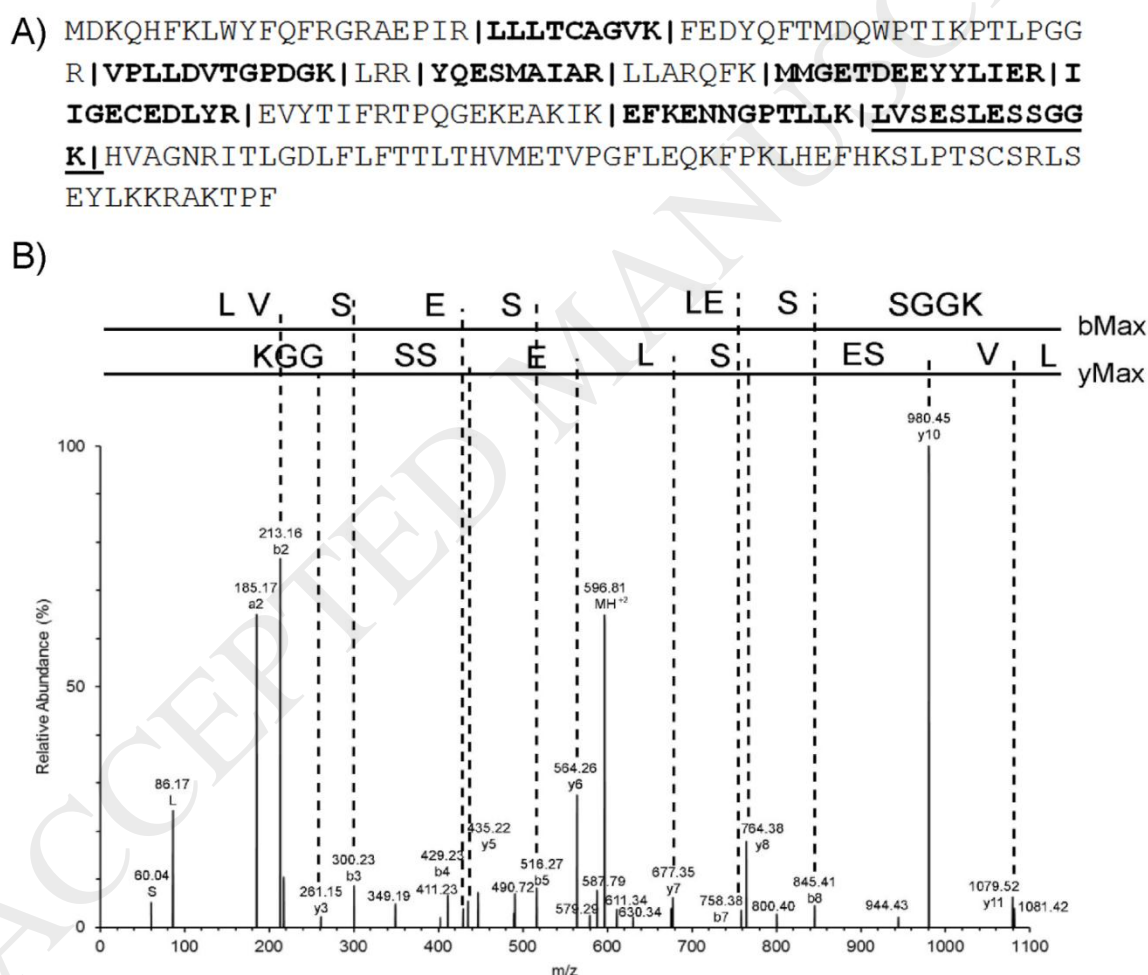 A) MDKQHFKLWYFQFRGRAEPIR|LLLTCAGVK|FEDYQFTMDQWPTIKPTLPGG
R|VPLLDVTGPDGK|LRR|YQESMAIAR|LLARQFK|MMGETDEEYYLIER|I
IGECEDLYR|EVYTIFRTPQGEKEAKIK|EFKENNGPTLLK|LVSESLESSGG
K|HVAGNRITLGDLFLFTTLTHVMETVPGFLEQKFPKLHEFHKSLPTSCSRLS
EYLKKRAKTPF
B)
L V S E S LE S SGGK
bMax
KGG SS E L S ES V L
yMax
980.45
y10
100
213.16
b2
185.17
a2
596.81
MH+2
50
Relative Abundance (%)
564.26
y6
86.17
L
435.22
y5
764.38
y8
60.04
S
300.23
b3
429.23
b4
516.27
b5
677.35
y7
845.41
b8
1079.52
y11
261.15
y3
349.19
411.23
490.72
579.29
587.79
611.34
630.34
758.38
b7
800.40
944.43
1081.42
0
0 100 200 300 400 500 600 700 800 900 1000 1100
m/z
ACCEPTED MANUSC